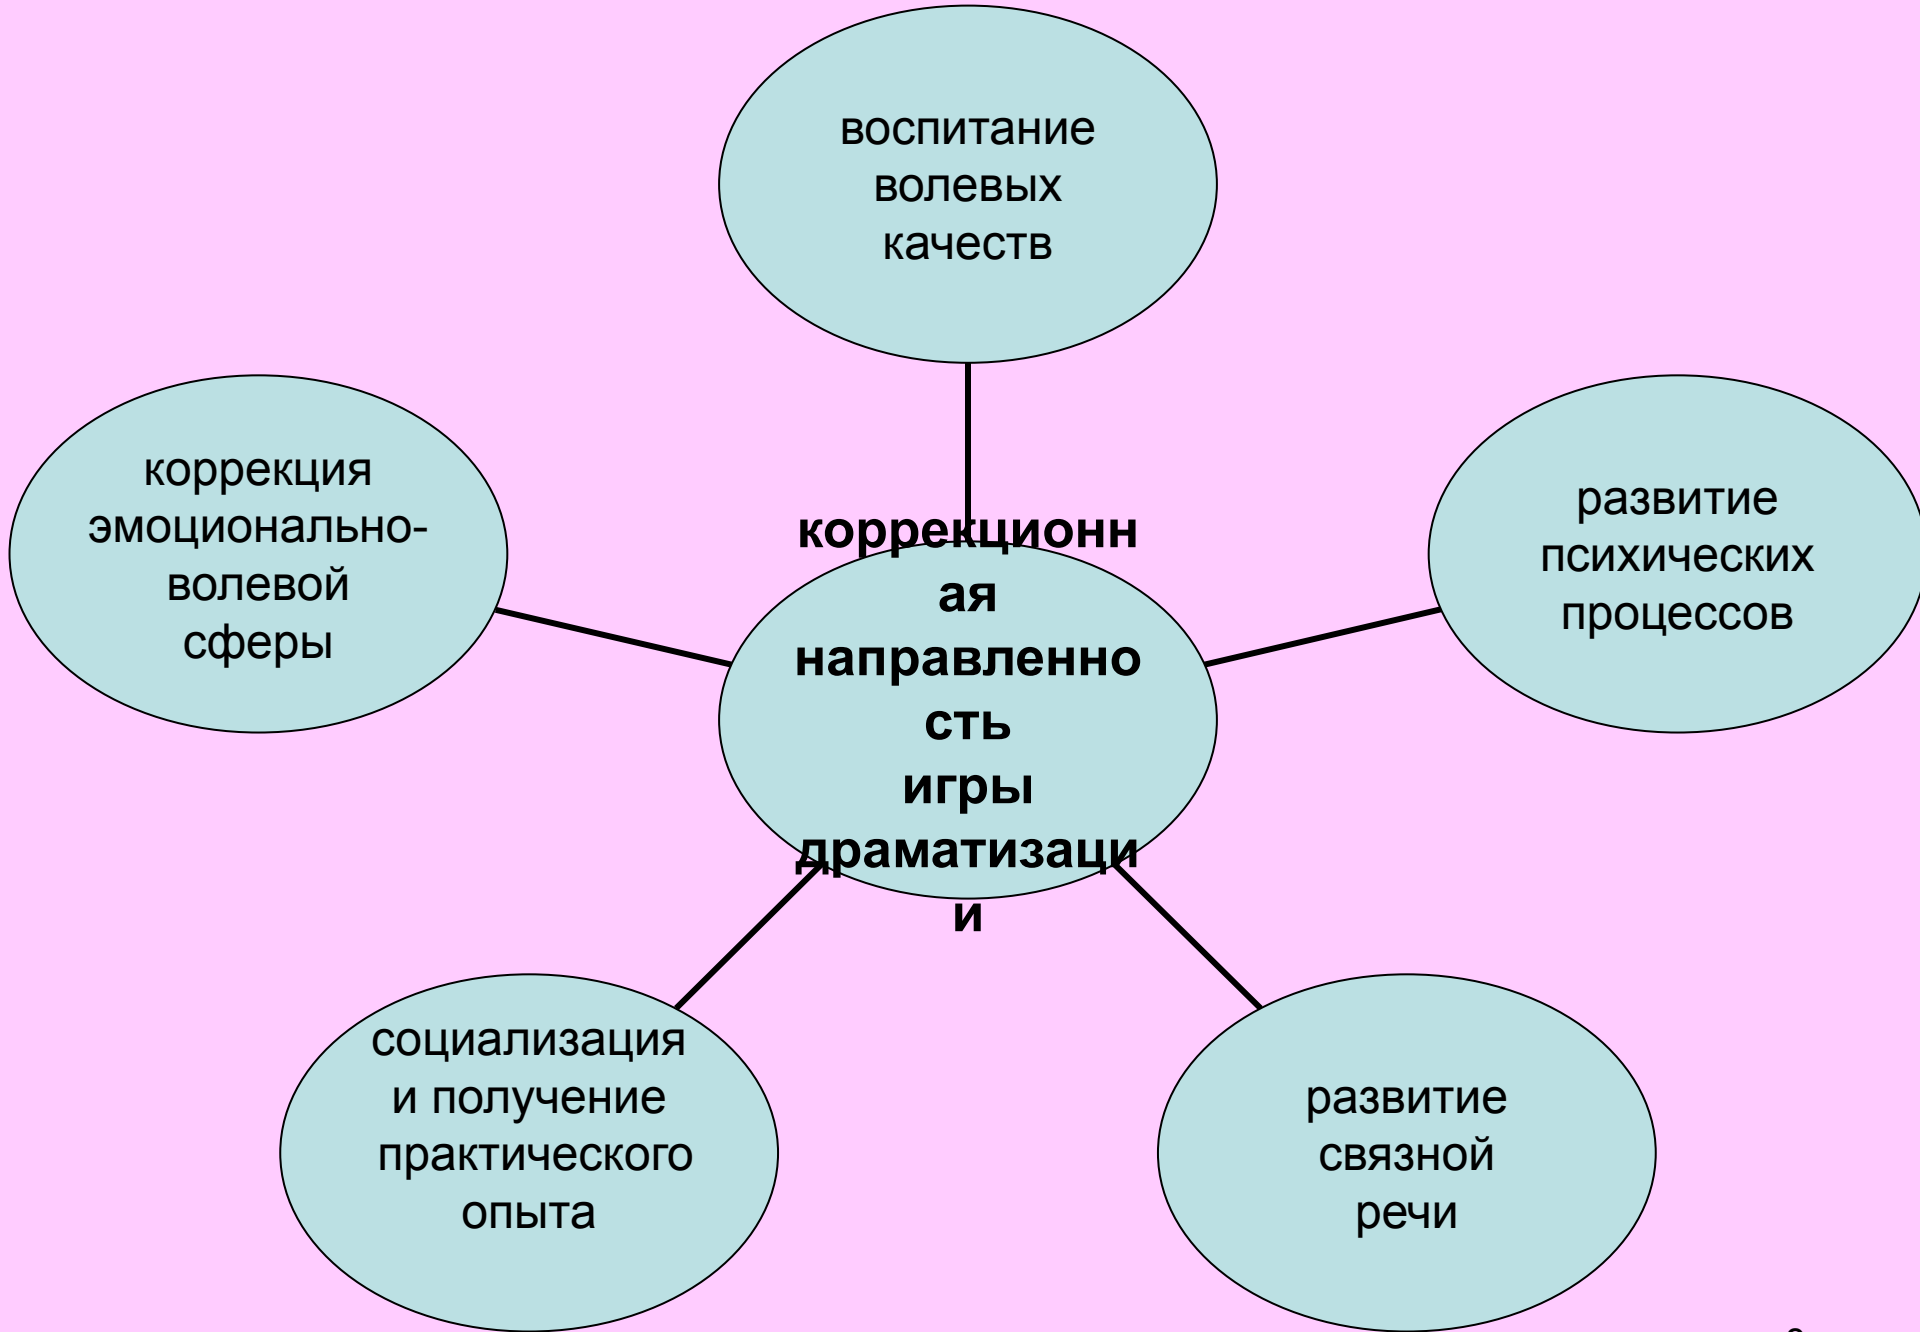 воспитание
волевых
качеств
коррекция
эмоционально-
волевой
сферы
развитие
психических
процессов
коррекционн
ая
направленно
сть
игры
драматизаци
и
социализация
и получение
практического
опыта
развитие
связной
речи